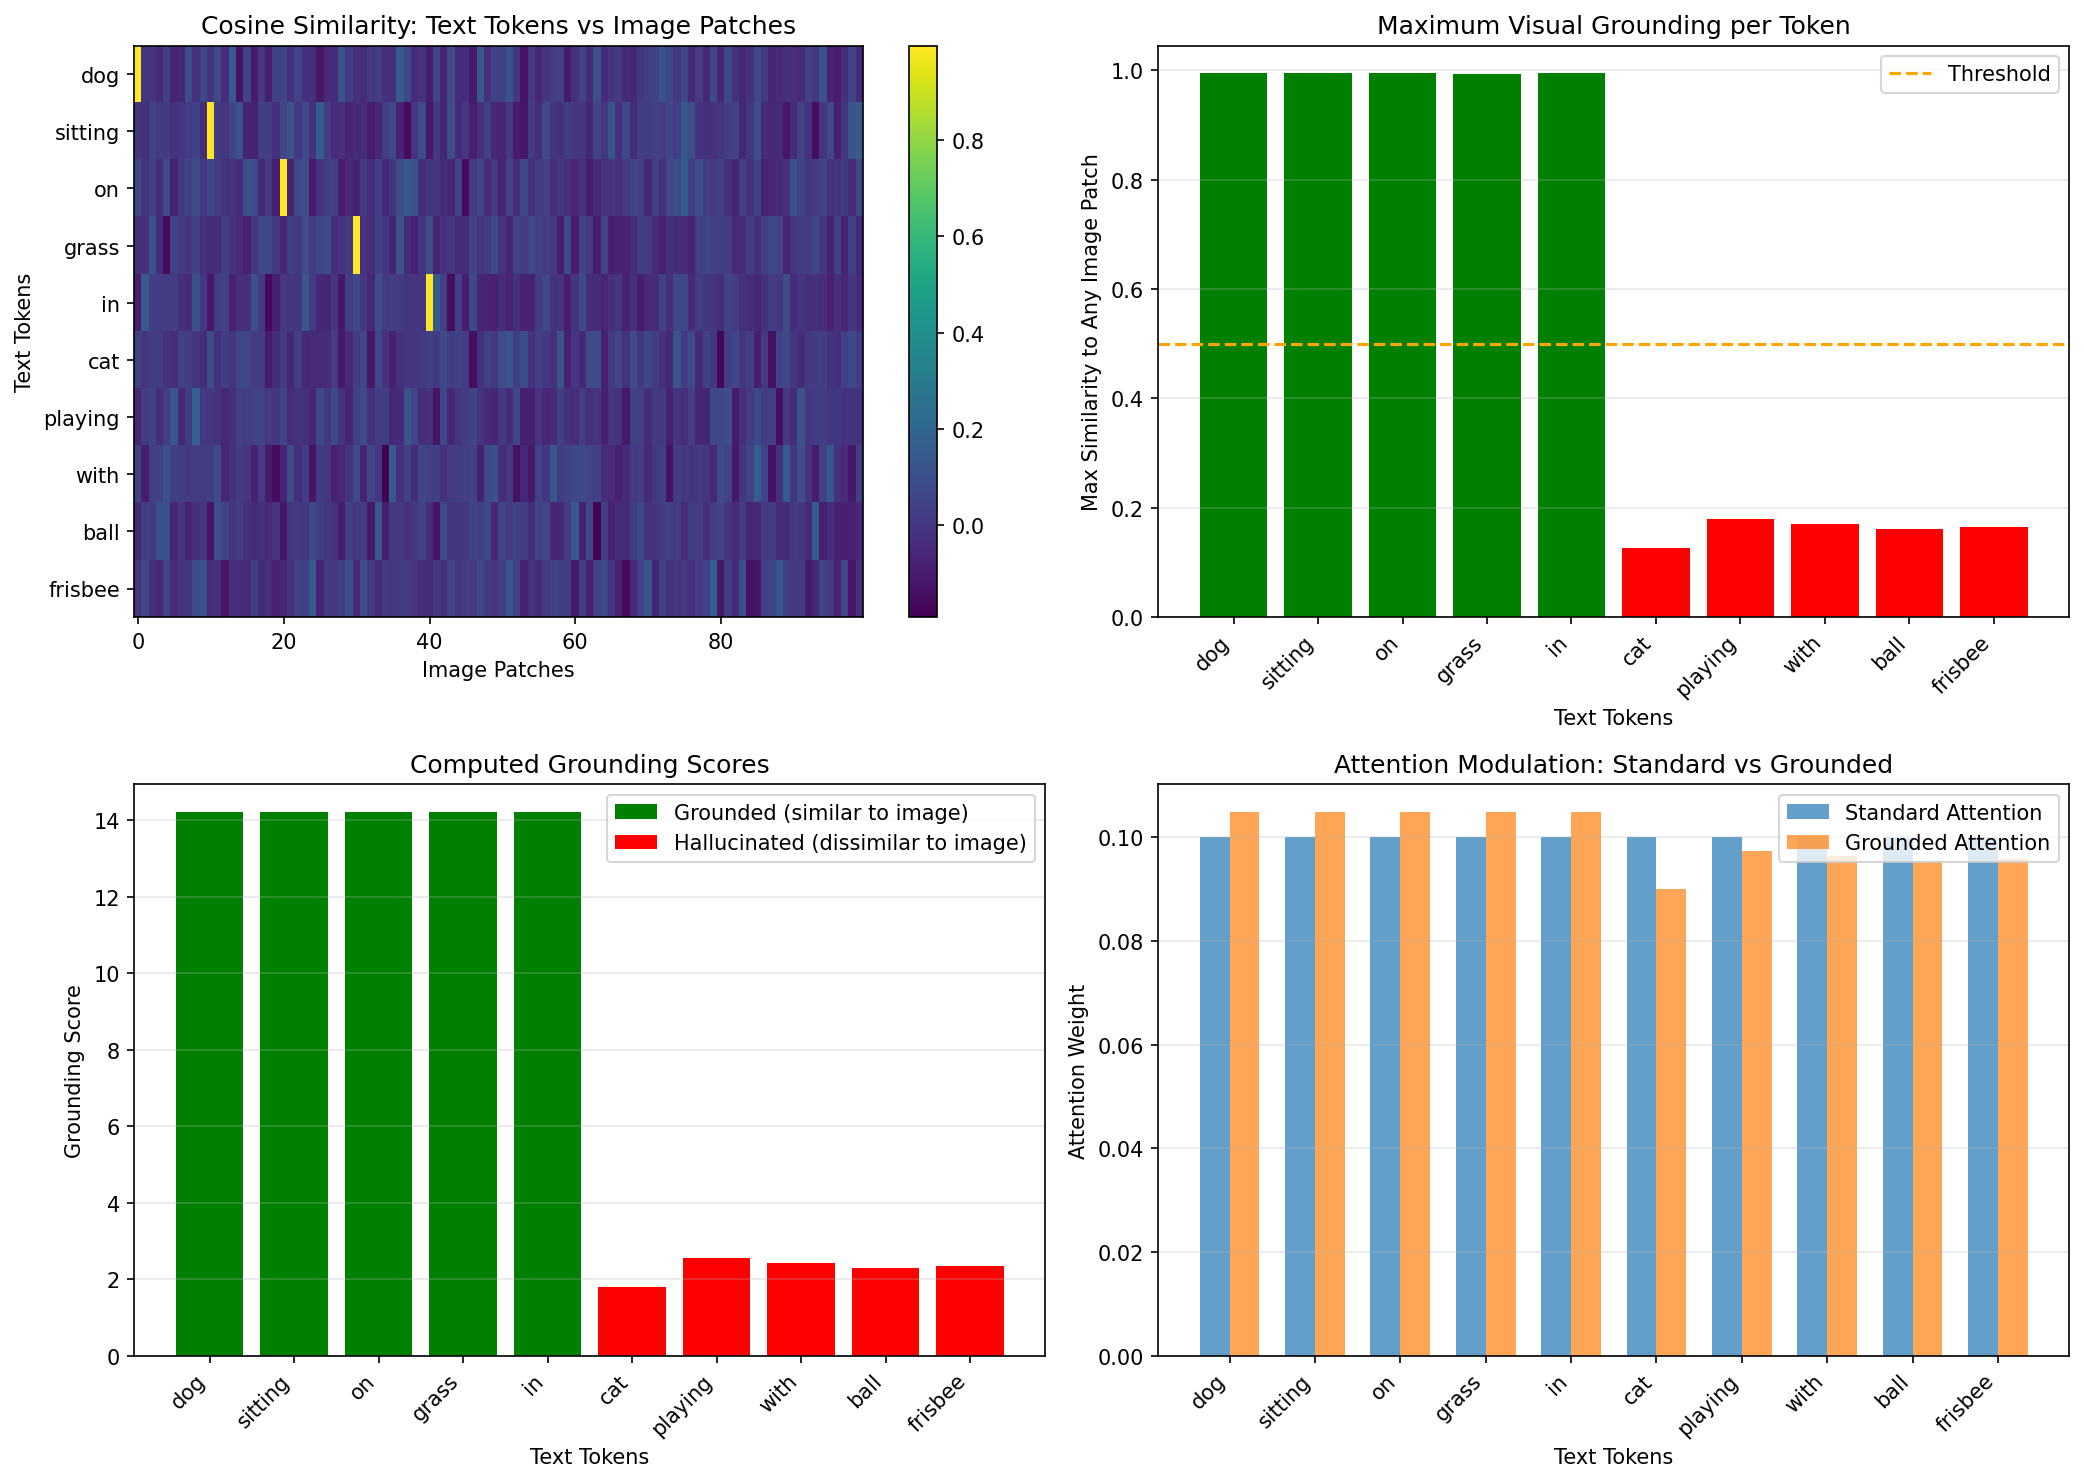 Cosine Similarity: Text Tokens vs Image Patches
Text Tokens
dog
sitting
on
grass
in
cat
playing
with
ball
frisbee
0 20 40 60 80
Image Patches
0.8
0.6
0.4
0.2
0.0
Maximum Visual Grounding per Token
Max Similarity to Any Image Patch
1.0
0.8
0.6
0.4
0.2
0.0
Threshold
dog sitting on grass in cat playing with ball frisbee
Text Tokens
Computed Grounding Scores
Grounding Score
14
12
10
8
6
4
2
0
Grounded (similar to image)
Hallucinated (dissimilar to image)
dog sitting on grass in cat playing with ball frisbee
Text Tokens
Attention Modulation: Standard vs Grounded
Attention Weight
0.10
0.08
0.06
0.04
0.02
0.00
Standard Attention
Grounded Attention
dog sitting on grass in cat playing with ball frisbee
Text Tokens